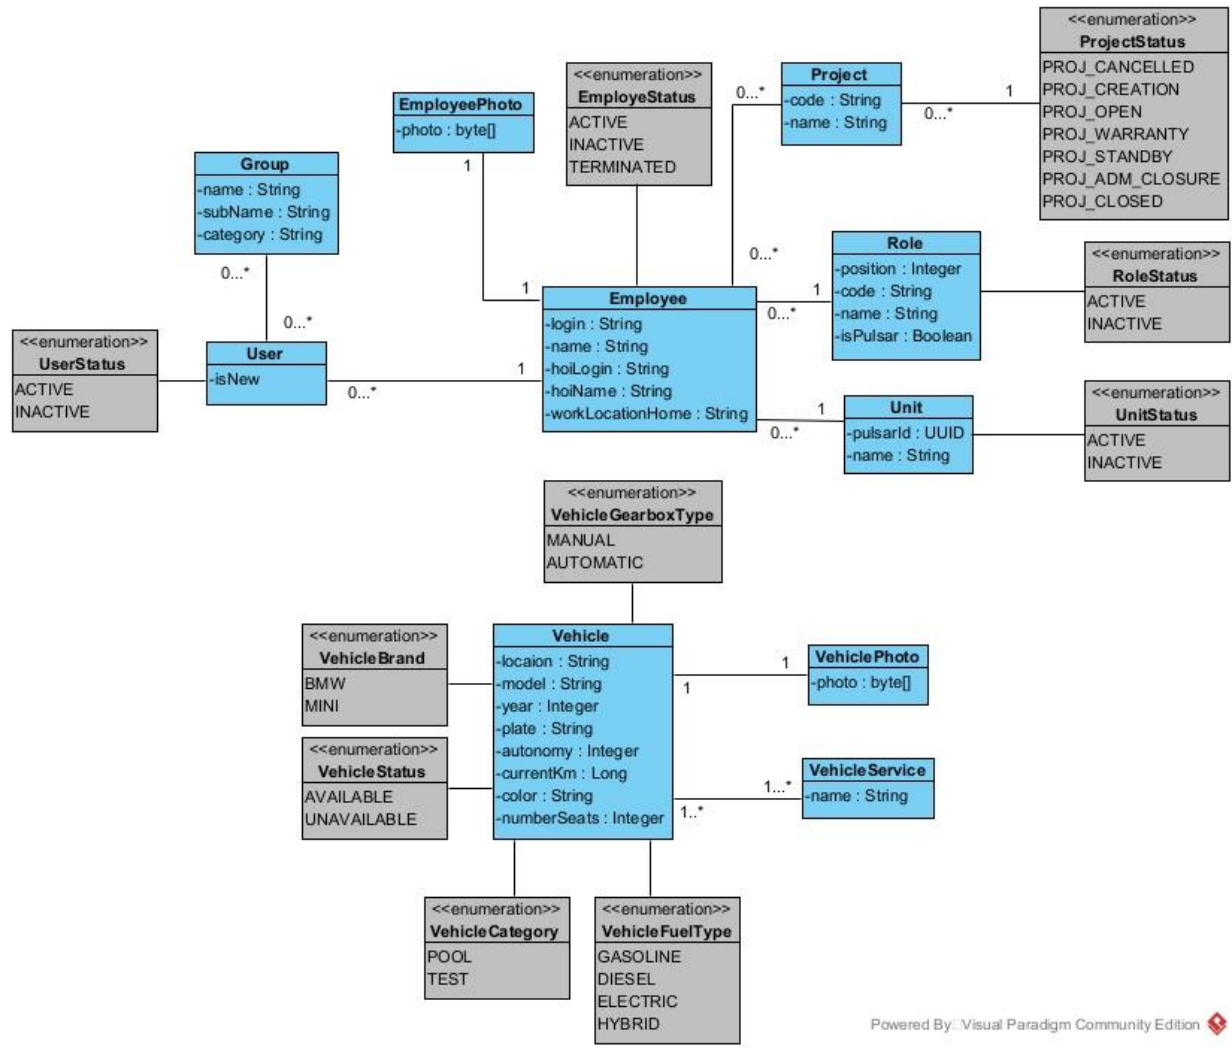 <<enumeration>>
ProjectStatus
PROJ_CANCELLED
PROJ_CREATION
PROJ_OPEN
PROJ_WARRANTY
PROJ_STANDBY
PROJ_ADM_CLOSURE
PROJ_CLOSED
1
0...*
Project
-code : String
-name : String
0...*
0...*
<<enumeration>>
EmployeStatus
ACTIVE
INACTIVE
TERMINATED
EmployeePhoto
-photo : byte[]
1
1
Group
-name : String
-subName : String
-category : String
0...*
0...*
Role
-position : Integer
-code : String
-name : String
-isPulsar : Boolean
1
0...*
<<enumeration>>
RoleStatus
ACTIVE
INACTIVE
Employee
-login : String
-name : String
-hoiLogin : String
-hoiName : String
-workLocationHome : String
<<enumeration>>
UserStatus
ACTIVE
INACTIVE
User
-isNew
0...*
1
1
0...*
Unit
-pulsarId : UUID
-name : String
<<enumeration>>
UnitStatus
ACTIVE
INACTIVE
<<enumeration>>
VehicleGearboxType
MANUAL
AUTOMATIC
<<enumeration>>
VehicleBrand
BMW
MINI
Vehicle
-locaion : String
-model : String
-year : Integer
-plate : String
-autonomy : Integer
-currentKm : Long
-color : String
-numberSeats : Integer
1
1
VehiclePhoto
-photo : byte[]
<<enumeration>>
VehicleStatus
AVAILABLE
UNAVAILABLE
1...*
1..*
VehicleService
-name : String
<<enumeration>>
VehicleCategory
POOL
TEST
<<enumeration>>
VehicleFuelType
GASOLINE
DIESEL
ELECTRIC
HYBRID
Powered By Visual Paradigm Community Edition